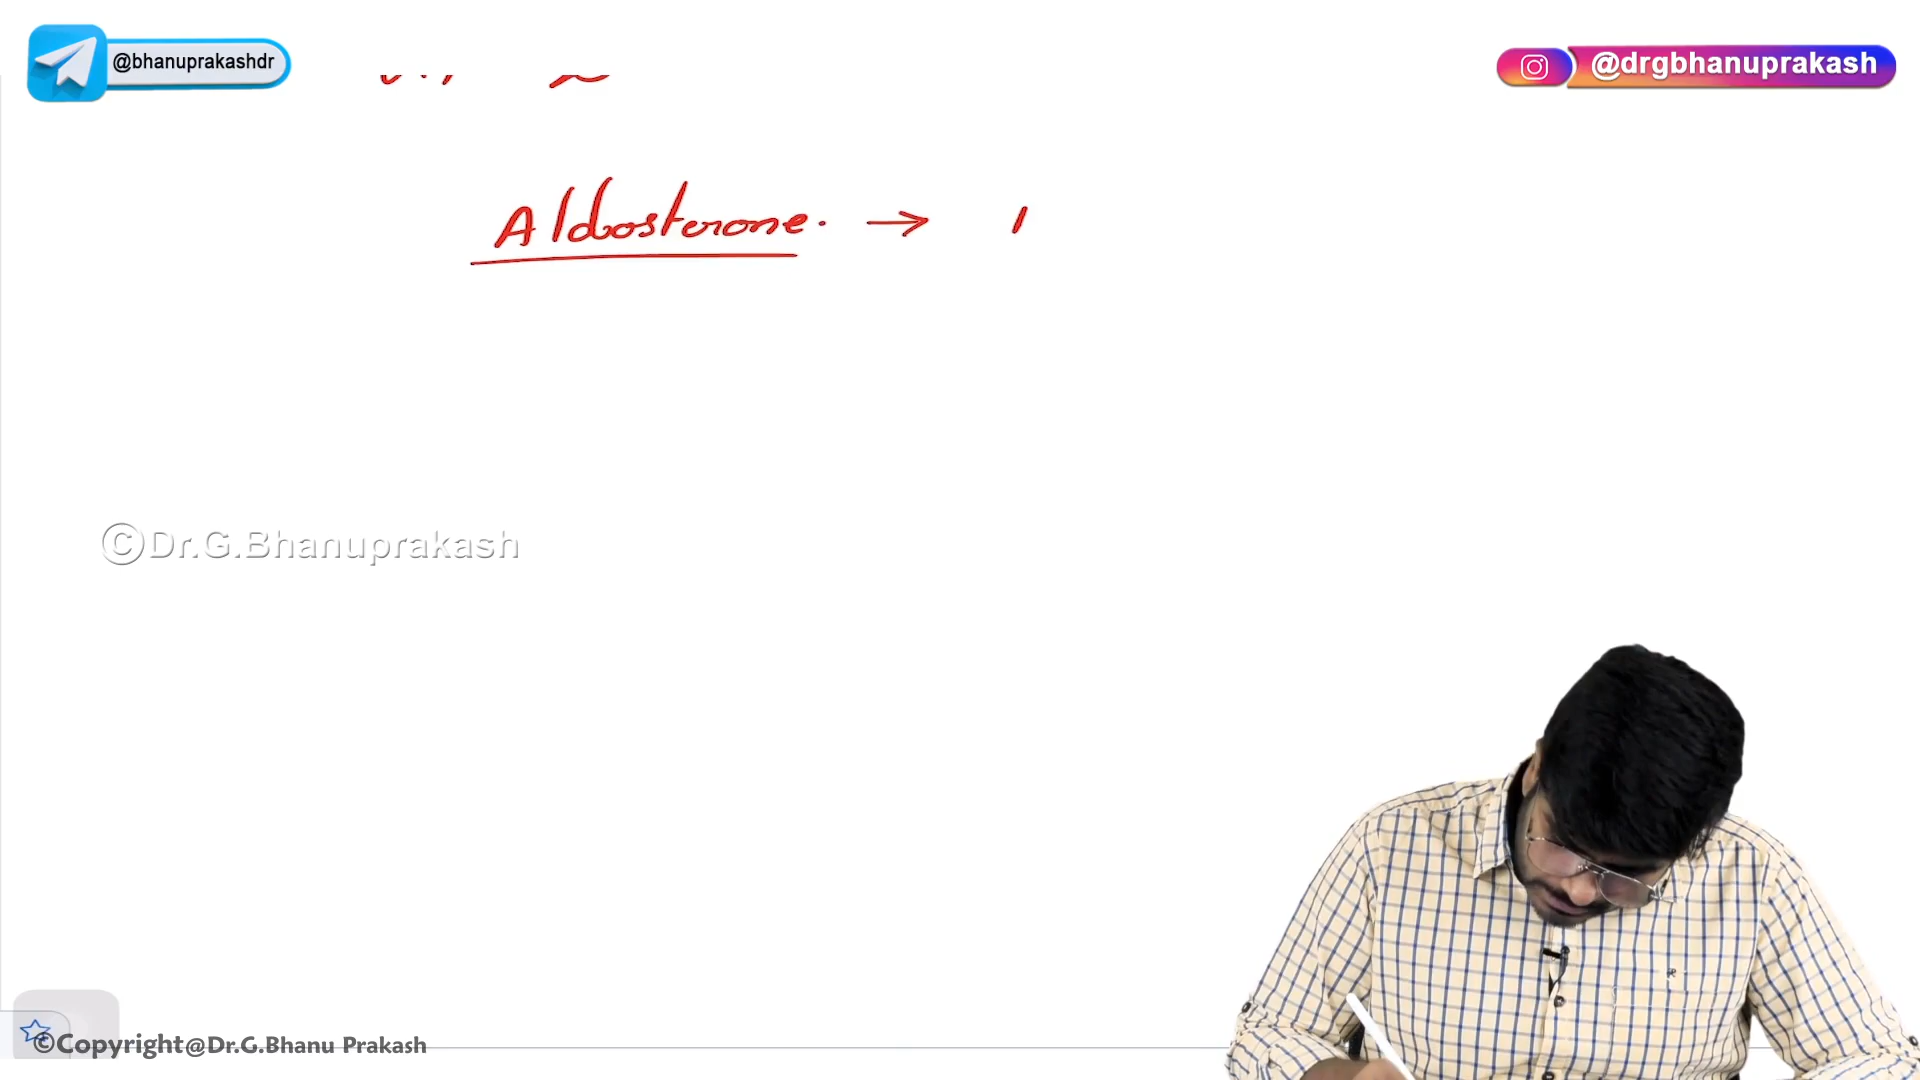 @bhanuprakashdr
@drgbhanuprakash
Aldosterone. →
©Dr.G.Bhanuprakash
©Copyright@Dr.G.Bhanu Prakash